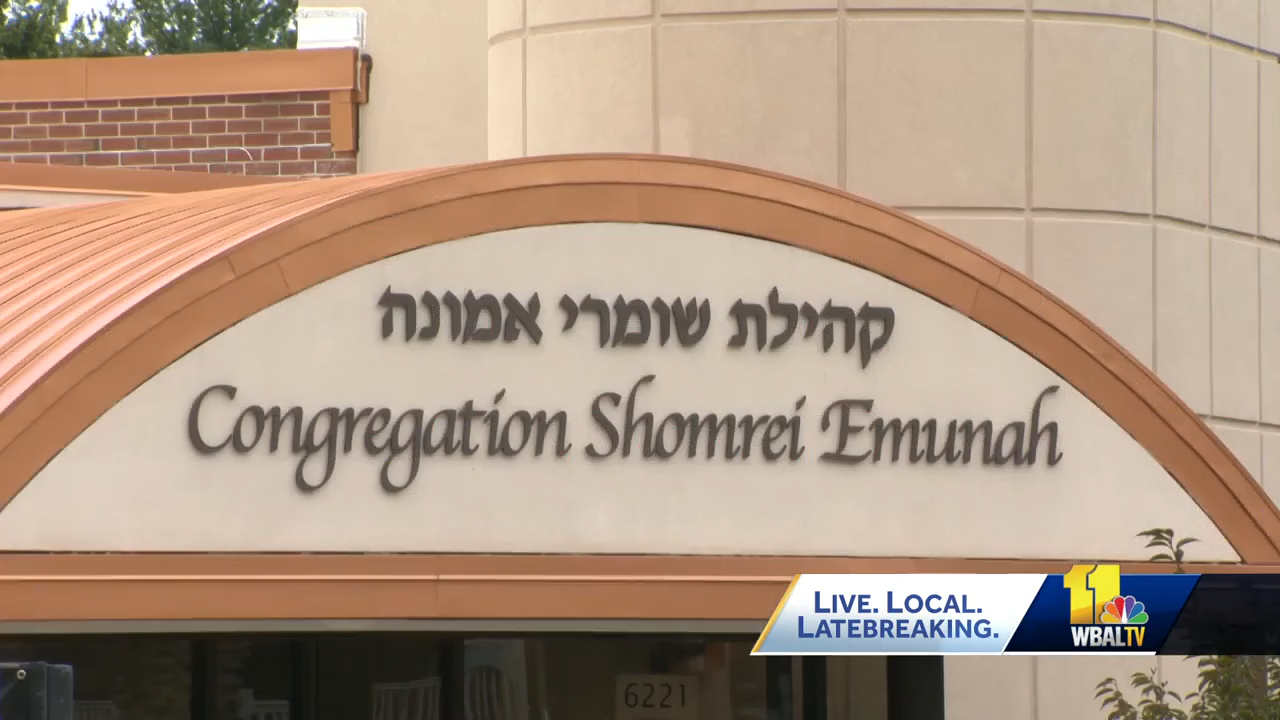 קהילת שומרי אמונה
Congregation Shomrei Emunah
LIVE. LOCAL.
LATEBREAKING.
11
WBALTV
6221